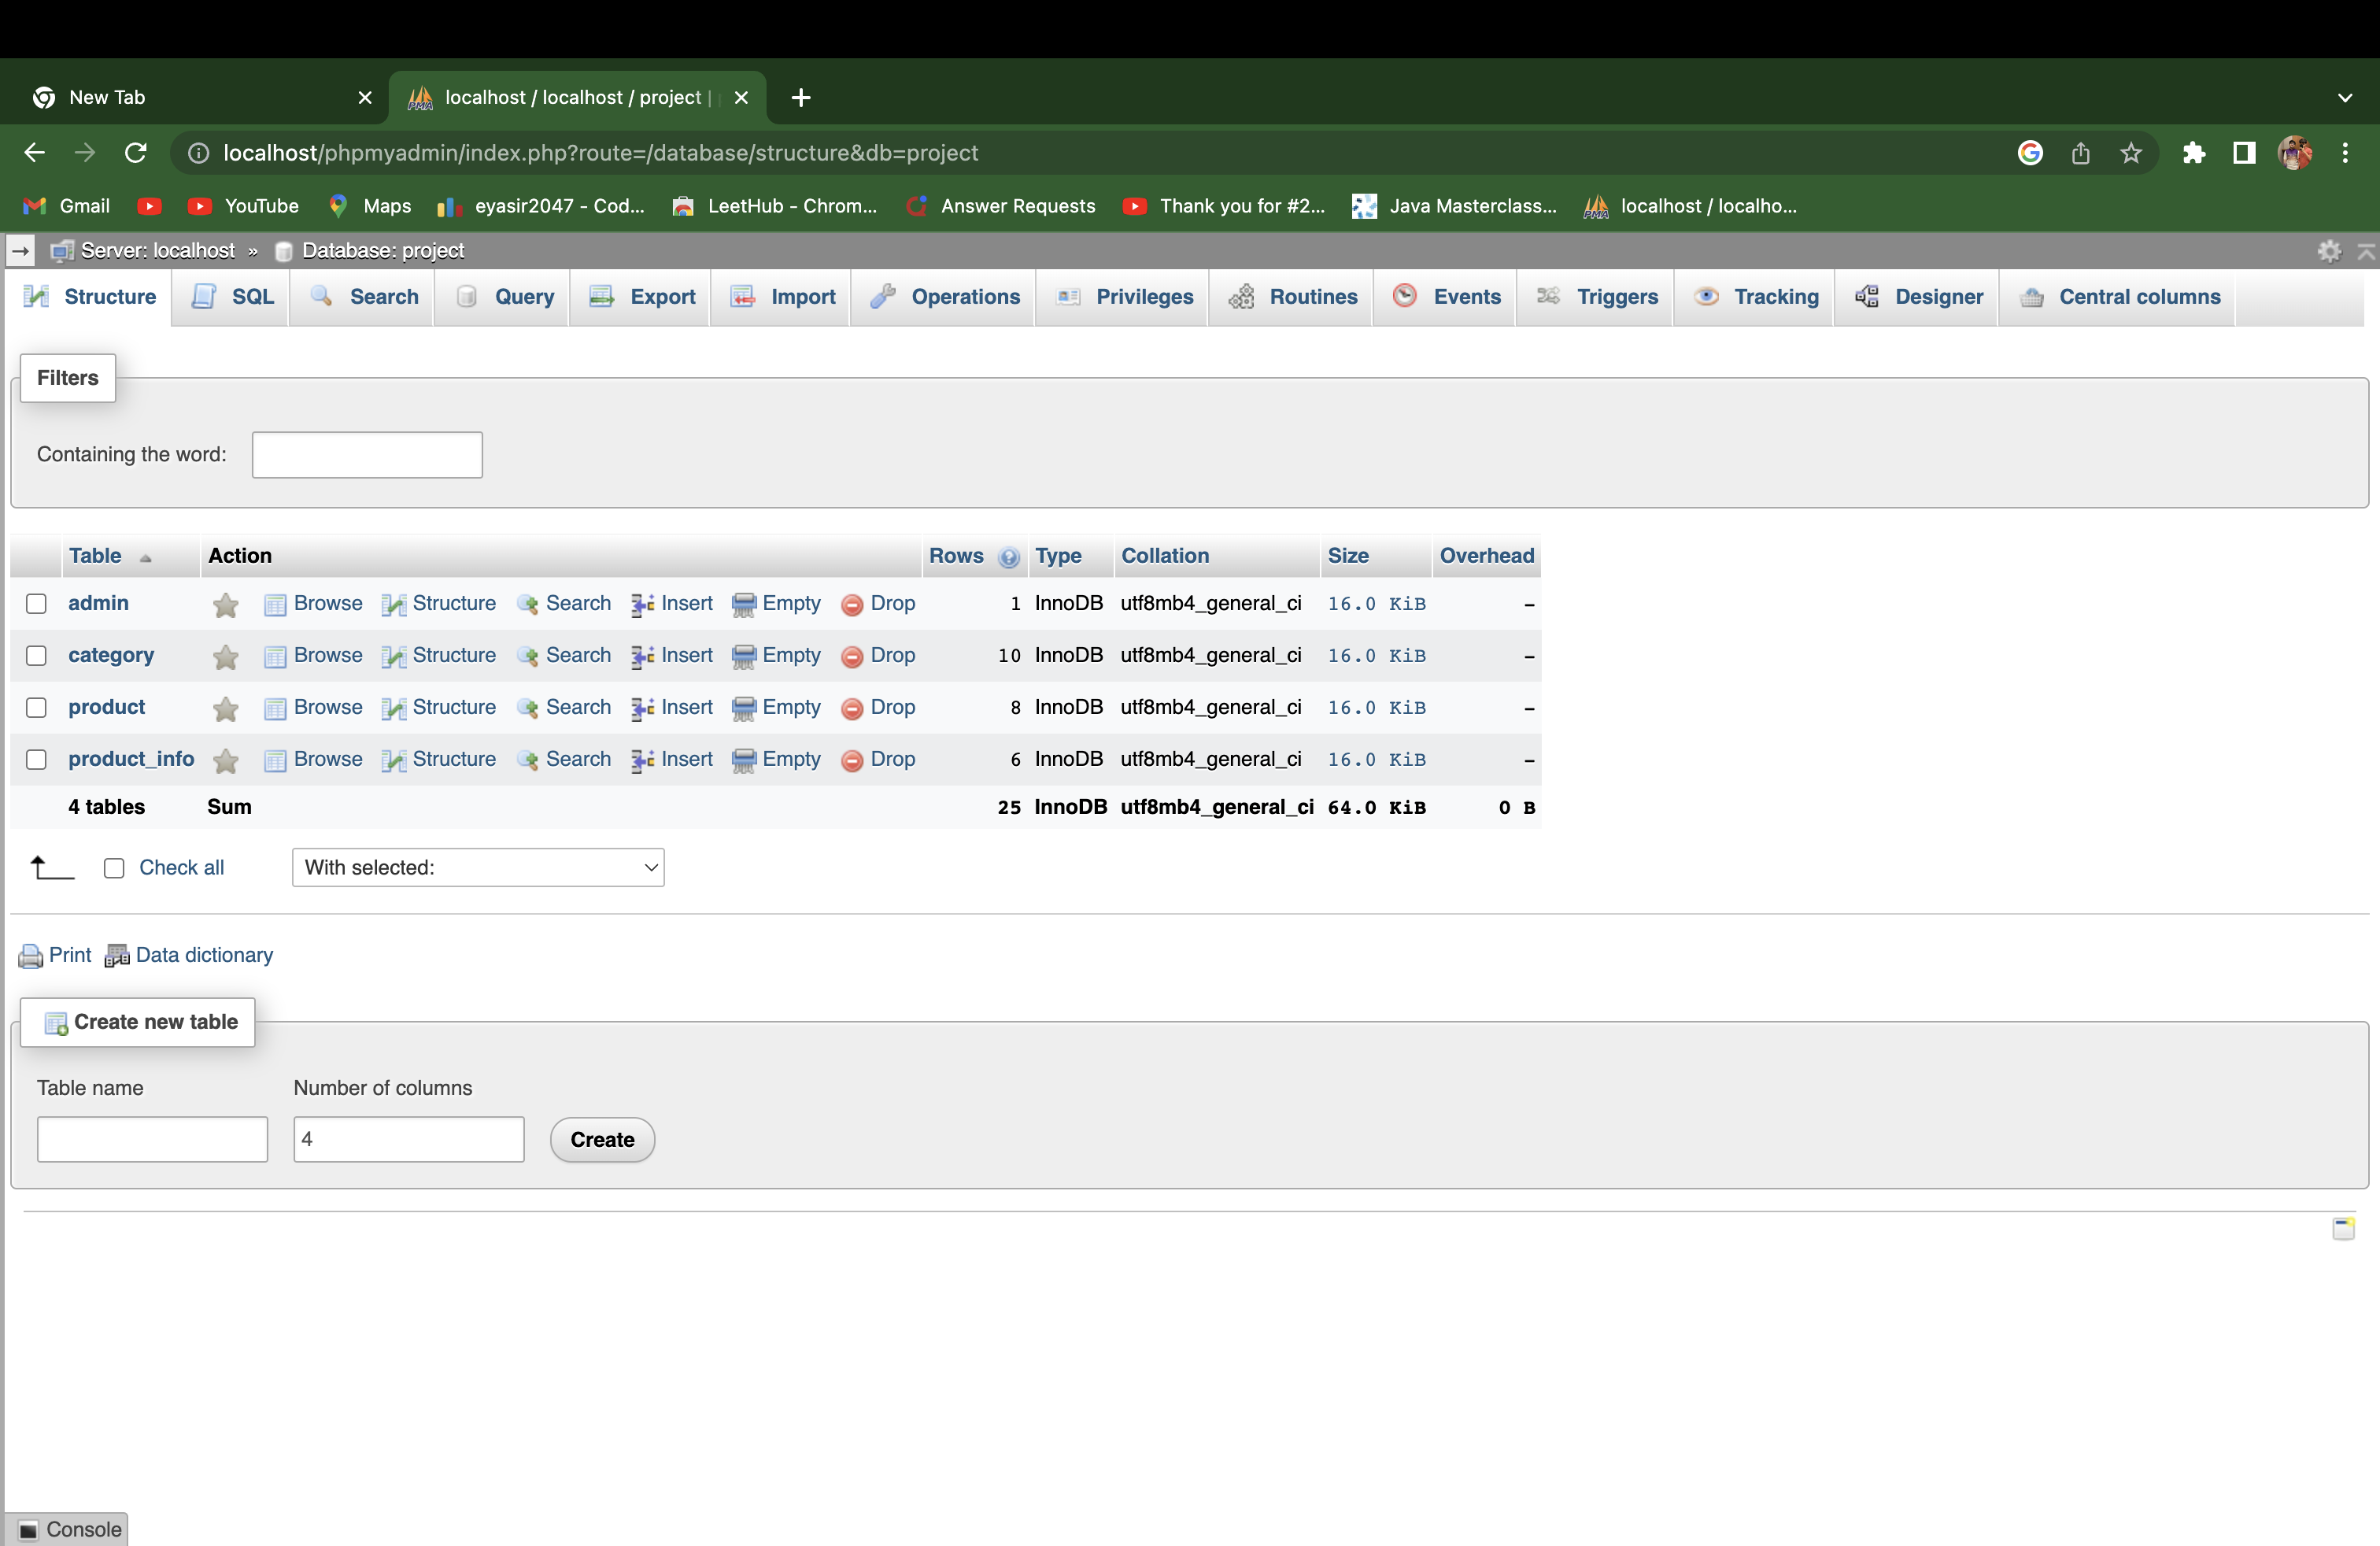 New Tab
localhost / localhost / project |
localhost/phpmyadmin/index.php?route=/database/structure&db=project
Gmail YouTube Maps eyasir2047 - Cod... LeetHub - Chrom... Answer Requests Thank you for #2... Java Masterclass... localhost / localho...
Server: localhost » Database: project
Structure SQL Search Query Export Import Operations Privileges Routines Events Triggers Tracking Designer Central columns
Filters
Containing the word:
Table Action Rows Type Collation Size Overhead
admin Browse Structure Search Insert Empty Drop 1 InnoDB utf8mb4_general_ci 16.0 KiB –
category Browse Structure Search Insert Empty Drop 10 InnoDB utf8mb4_general_ci 16.0 KiB –
product Browse Structure Search Insert Empty Drop 8 InnoDB utf8mb4_general_ci 16.0 KiB –
product_info Browse Structure Search Insert Empty Drop 6 InnoDB utf8mb4_general_ci 16.0 KiB –
4 tables Sum 25 InnoDB utf8mb4_general_ci 64.0 KiB 0 B
Check all With selected:
Print Data dictionary
Create new table
Table name Number of columns
4 Create
Console